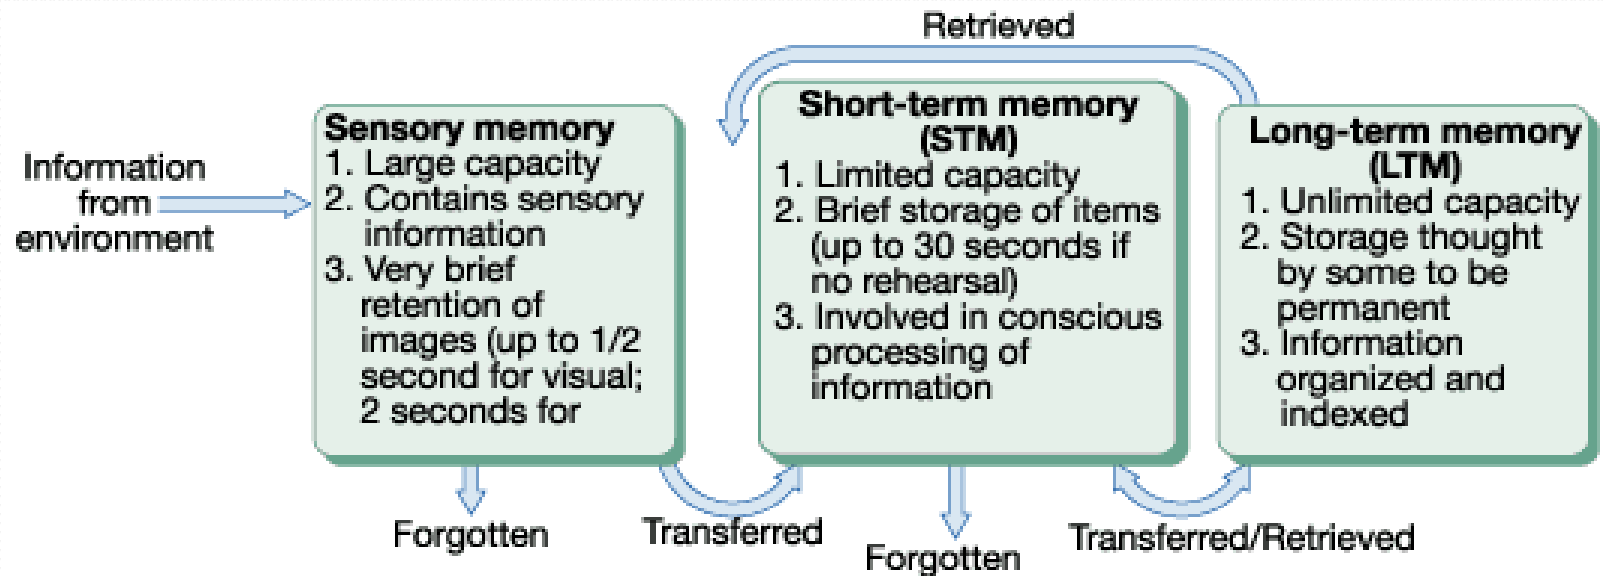 Retrieved
Information
from
environment
Sensory memory
1. Large capacity
2. Contains sensory
information
3. Very brief
retention of
images (up to 1/2
second for visual;
2 seconds for
Short-term memory
(STM)
1. Limited capacity
2. Brief storage of items
(up to 30 seconds if
no rehearsal)
3. Involved in conscious
processing of
information
Long-term memory
(LTM)
1. Unlimited capacity
2. Storage thought
by some to be
permanent
3. Information
organized and
indexed
Forgotten
Transferred
Forgotten
Transferred/Retrieved